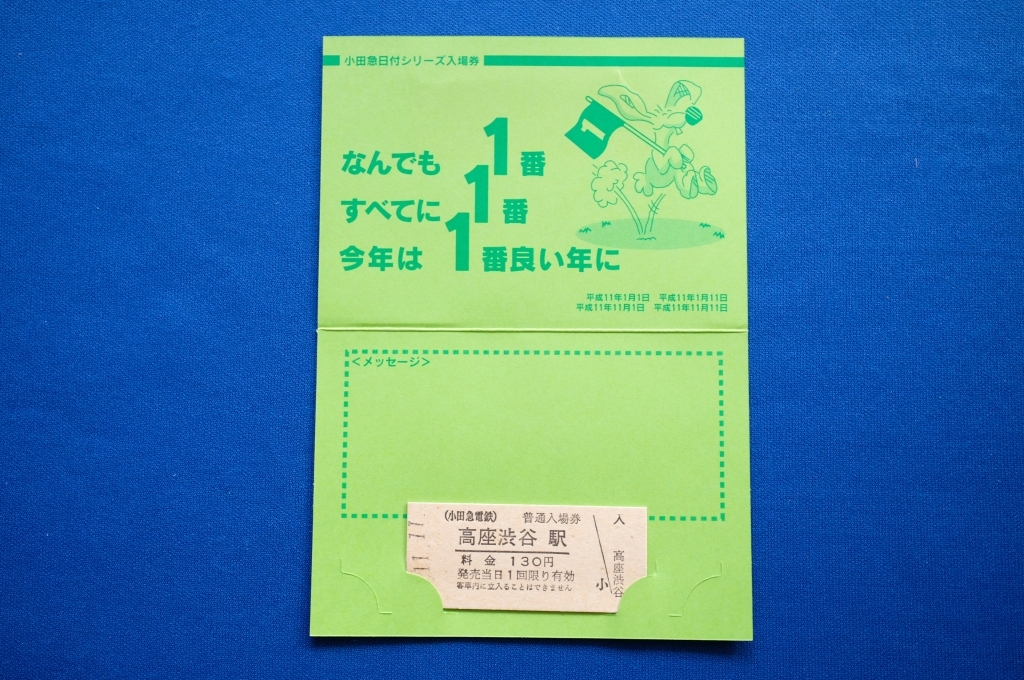 小田急日付シリーズ入場券
1
なんでも 1番
すべてに 1番
今年は 1番良い年に
平成11年1月1日 平成11年1月11日
平成11年11月1日 平成11年11月11日
<メッセージ>
(小田急電鉄) 普通入場券
高座渋谷 駅
料金 130円
発売当日1回限り有効
客車内に立入ることはできません
入
高座渋谷
小